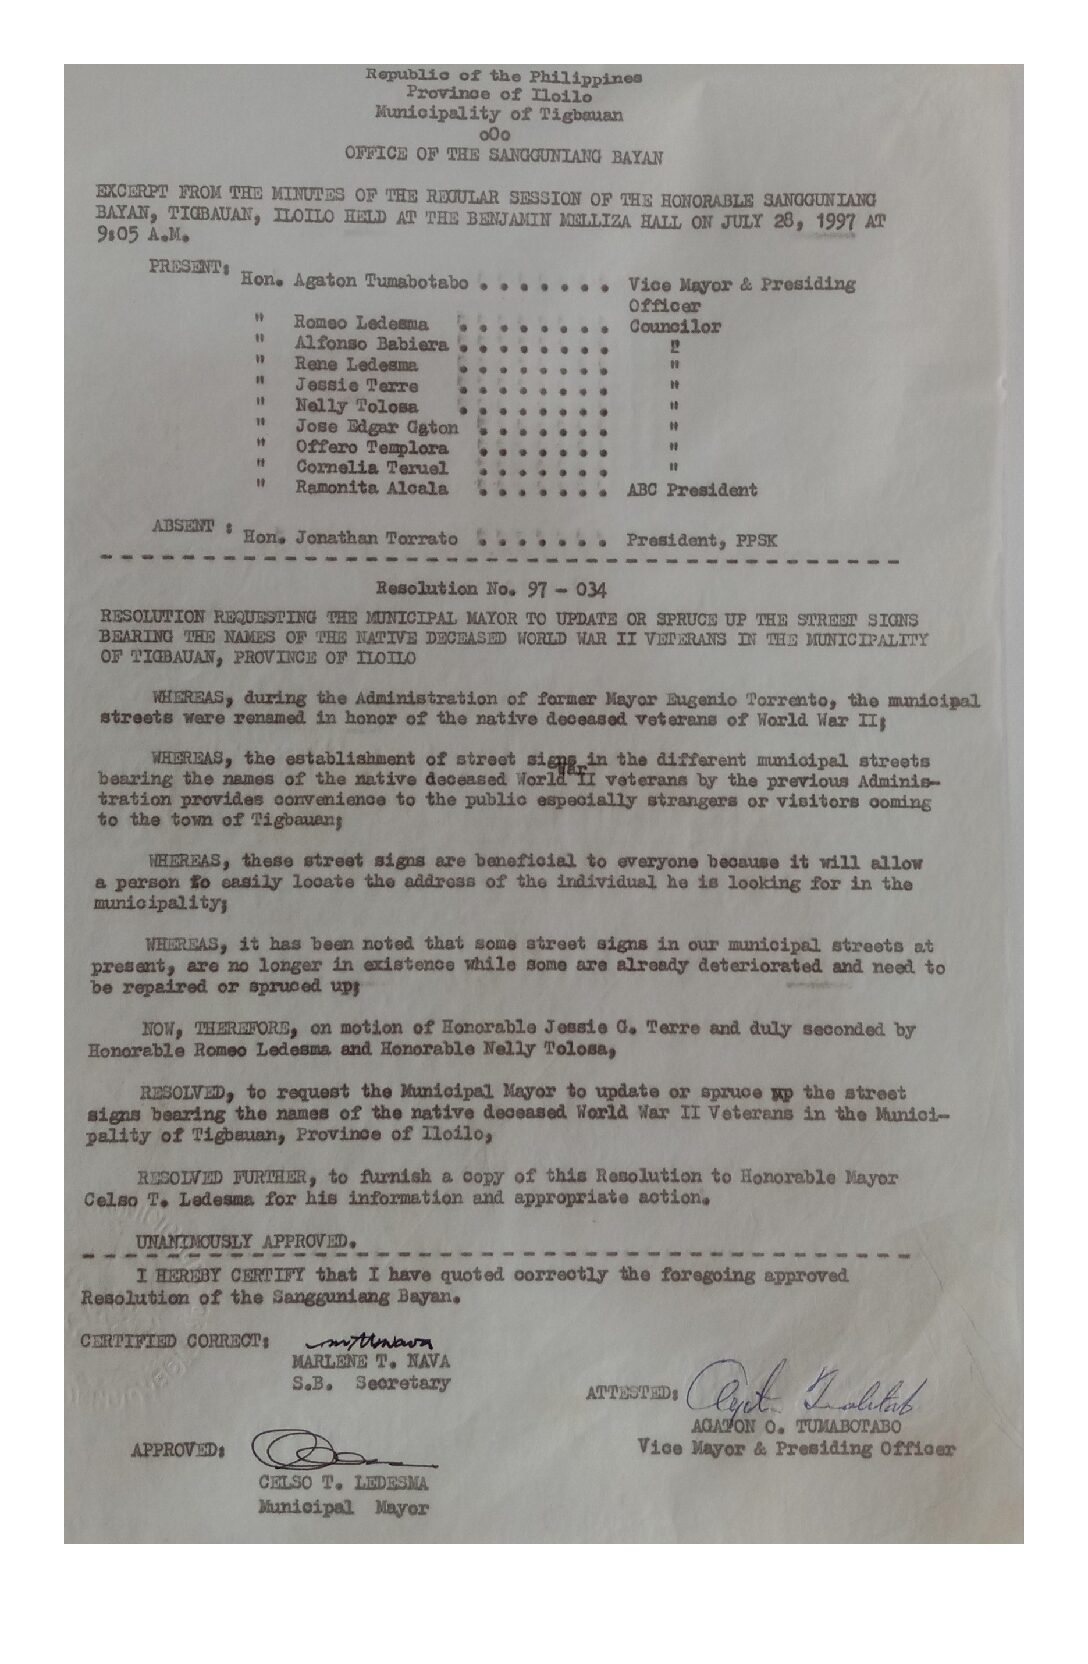 Republic of the Philippines
Province of Iloilo
Municipality of Tigbauan
oOo
OFFICE OF THE SANGGUNIANG BAYAN
EXCERPT FROM THE MINUTES OF THE REGULAR SESSION OF THE HONORABLE SANGGUNIANG
BAYAN, TIGBAUAN, ILOILO HELD AT THE BENJAMIN MELLIZA HALL ON JULY 28, 1997 AT
9:05 A.M.
PRESENT:
Hon. Agaton Tumabotabo . . . . . . . Vice Mayor & Presiding
Officer
" Romeo Ledesma . . . . . . . . Councilor
" Alfonso Babiera . . . . . . . . "
" Rene Ledesma . . . . . . . . "
" Jessie Terre . . . . . . . . "
" Nelly Tolosa . . . . . . . . "
" Jose Edgar Gaton . . . . . . . "
" Offero Templora . . . . . . . "
" Cornelia Teruel . . . . . . . "
" Ramonita Alcala . . . . . . . ABC President
ABSENT :
Hon. Jonathan Torrato . . . . . . . President, PPSK
Resolution No. 97 - 034
RESOLUTION REQUESTING THE MUNICIPAL MAYOR TO UPDATE OR SPRUCE UP THE STREET SIGNS
BEARING THE NAMES OF THE NATIVE DECEASED WORLD WAR II VETERANS IN THE MUNICIPALITY
OF TIGBAUAN, PROVINCE OF ILOILO
WHEREAS, during the Administration of former Mayor Eugenio Torrento, the municipal
streets were renamed in honor of the native deceased veterans of World War II;
WHEREAS, the establishment of street signs in the different municipal streets
bearing the names of the native deceased World War II veterans by the previous Adminis-
tration provides convenience to the public especially strangers or visitors coming
to the town of Tigbauan;
WHEREAS, these street signs are beneficial to everyone because it will allow
a person to easily locate the address of the individual he is looking for in the
municipality;
WHEREAS, it has been noted that some street signs in our municipal streets at
present, are no longer in existence while some are already deteriorated and need to
be repaired or spruced up;
NOW, THEREFORE, on motion of Honorable Jessie G. Terre and duly seconded by
Honorable Romeo Ledesma and Honorable Nelly Tolosa,
RESOLVED, to request the Municipal Mayor to update or spruce up the street
signs bearing the names of the native deceased World War II Veterans in the Munici-
pality of Tigbauan, Province of Iloilo,
RESOLVED FURTHER, to furnish a copy of this Resolution to Honorable Mayor
Celso T. Ledesma for his information and appropriate action.
UNANIMOUSLY APPROVED.
I HEREBY CERTIFY that I have quoted correctly the foregoing approved
Resolution of the Sangguniang Bayan.
CERTIFIED CORRECT:
MARLENE T. NAVA
S.B. Secretary
ATTESTED:
AGATON O. TUMABOTABO
Vice Mayor & Presiding Officer
APPROVED:
CELSO T. LEDESMA
Municipal Mayor